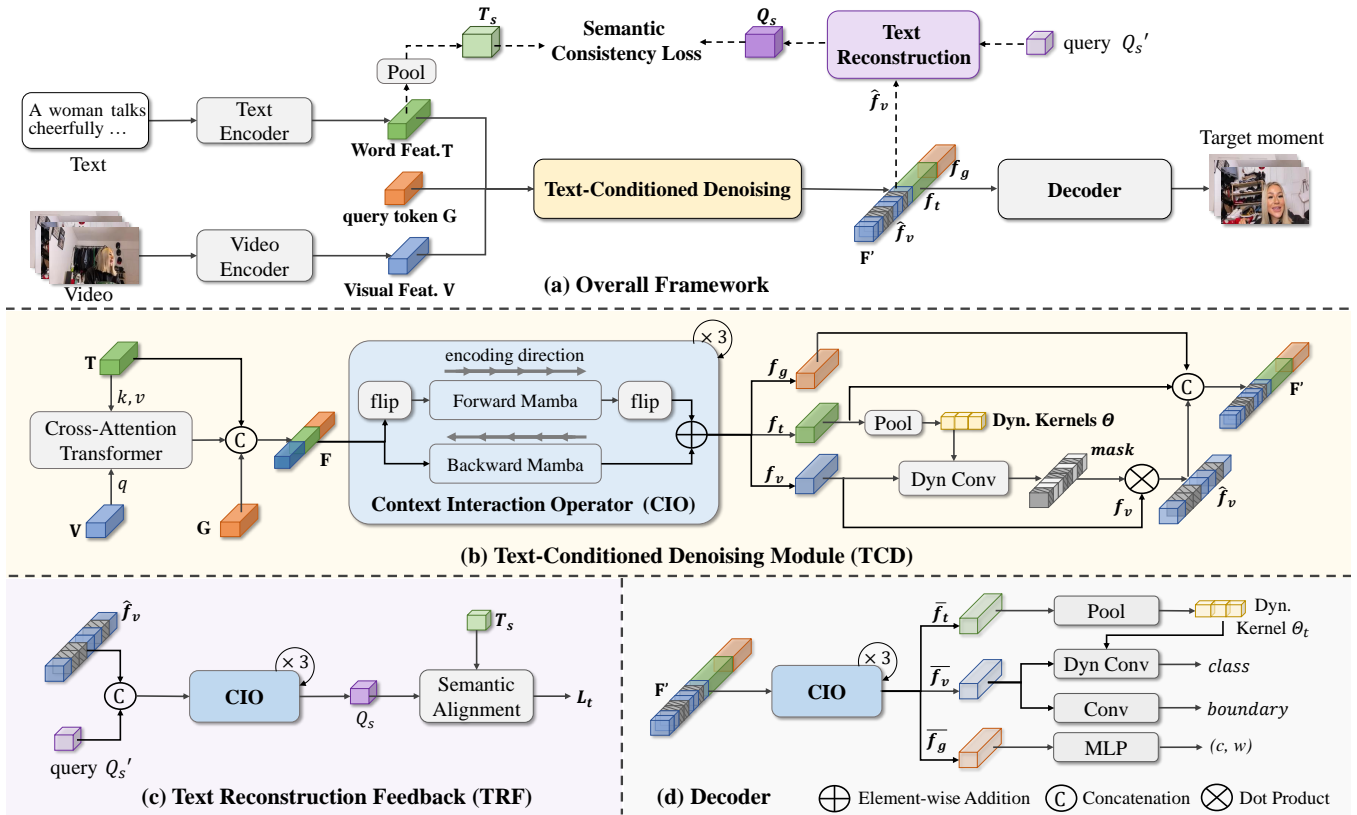 T_s
Semantic
Consistency Loss
Q_s
Text
Reconstruction
query Q_s'
Pool
f̂_v
A woman talks
cheerfully …
Text
Text
Encoder
Word Feat. T
query token G
Text-Conditioned Denoising
f_g
f_t
f̂_v
F'
Decoder
Target moment
Video
Video
Encoder
Visual Feat. V
(a) Overall Framework
T
k, v
Cross-Attention
Transformer
q
V
C
G
F
× 3
encoding direction
flip
Forward Mamba
flip
Backward Mamba
Context Interaction Operator (CIO)
f_g
f_t
f_v
Pool
Dyn. Kernels Θ
Dyn Conv
mask
f_v
f̂_v
C
F'
(b) Text-Conditioned Denoising Module (TCD)
f̂_v
C
query Q_s'
× 3
CIO
Q_s
T_s
Semantic
Alignment
L_t
(c) Text Reconstruction Feedback (TRF)
F'
× 3
CIO
f̅_t
Pool
Dyn.
Kernel Θ_t
f̅_v
Dyn Conv
class
Conv
boundary
f̅_g
MLP
(c, w)
(d) Decoder
Element-wise Addition
C
Concatenation
Dot Product